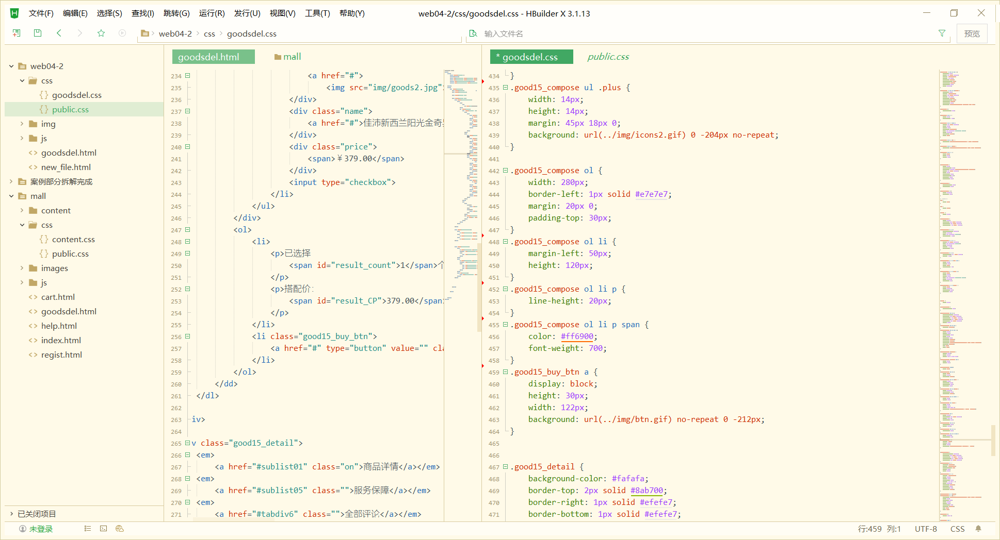 文件(F) 编辑(E) 选择(S) 查找(I) 跳转(G) 运行(R) 发行(U) 视图(V) 工具(T) 帮助(Y)
web04-2/css/goodsdel.css - HBuilder X 3.1.13
web04-2 css goodsdel.css
输入文件名
预览
web04-2
css
goodsdel.css
public.css
img
js
goodsdel.html
new_file.html
案例部分拆解完成
mall
content
css
content.css
public.css
images
js
cart.html
goodsdel.html
help.html
index.html
regist.html
已关闭项目
goodsdel.html mall
234 <a href="#">
235 <img src="img/goods2.jpg"
236 </div>
237 <div class="name">
238 <a href="#">佳沛新西兰阳光金奇
239 </div>
240 <div class="price">
241 <span>￥379.00</span>
242 </div>
243 <input type="checkbox">
244 </li>
245 </ul>
246 </div>
247 <ol>
248 <li>
249 <p>已选择
250 <span id="result_count">1</span>个
251 </p>
252 <p>搭配价：
253 <span id="result_CP">379.00</span>
254 </p>
255 </li>
256 <li class="good15_buy_btn">
257 <a href="#" type="button" value="" cla
258 </li>
259 </ol>
260 </dd>
261 </dl>
262
263 iv>
264
265 v class="good15_detail">
266 <em>
267 <a href="#sublist01" class="on">商品详情</a></em>
268 <em>
269 <a href="#sublist05" class="">服务保障</a></em>
270 <em>
271 <a href="#tabdiv6" class="">全部评论</a></em>
* goodsdel.css public.css
434 }
435 .good15_compose ul .plus {
436 width: 14px;
437 height: 14px;
438 margin: 45px 18px 0;
439 background: url(../img/icons2.gif) 0 -204px no-repeat;
440 }
441
442 .good15_compose ol {
443 width: 280px;
444 border-left: 1px solid #e7e7e7;
445 margin: 20px 0;
446 padding-top: 30px;
447 }
448 .good15_compose ol li {
449 margin-left: 50px;
450 height: 120px;
451 }
452 .good15_compose ol li p {
453 line-height: 20px;
454 }
455 .good15_compose ol li p span {
456 color: #ff6900;
457 font-weight: 700;
458 }
459 .good15_buy_btn a {
460 display: block;
461 height: 30px;
462 width: 122px;
463 background: url(../img/btn.gif) no-repeat 0 -212px;
464 }
465
466
467 .good15_detail {
468 background-color: #fafafa;
469 border-top: 2px solid #8ab700;
470 border-right: 1px solid #efefe7;
471 border-bottom: 1px solid #efefe7;
未登录
行:459 列:1 UTF-8 CSS